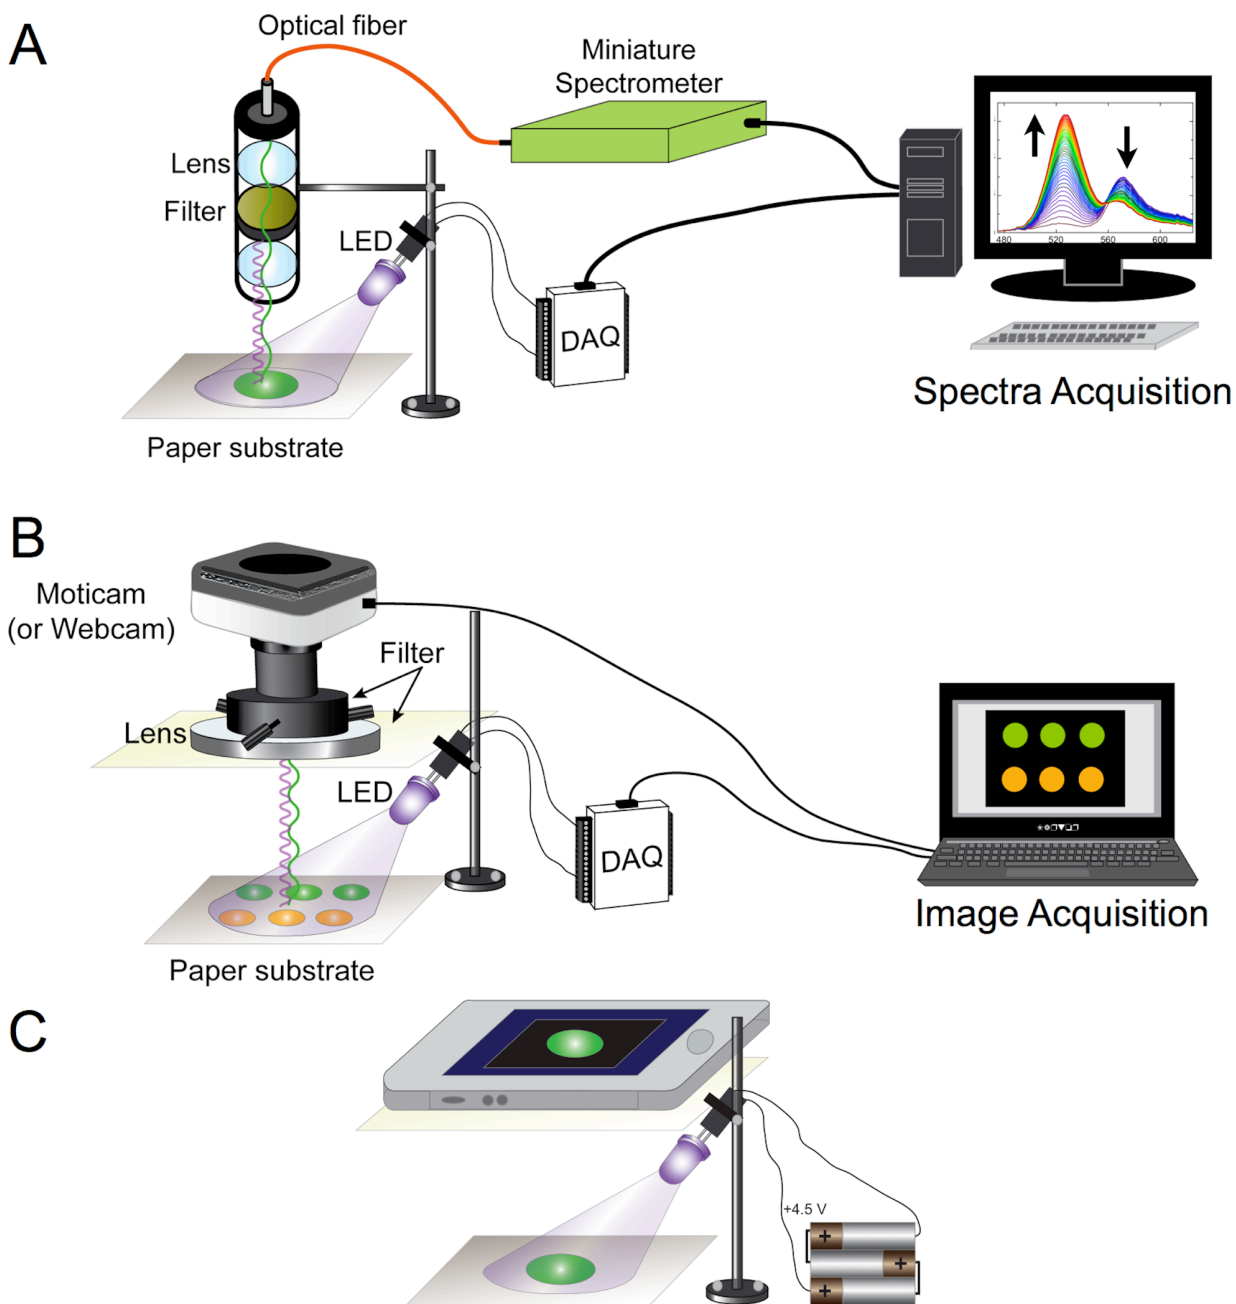 A
Optical fiber
Miniature
Spectrometer
Lens
Filter
LED
DAQ
480 520 560 600
Spectra Acquisition
Paper substrate
B
Moticam
(or Webcam)
Filter
Lens
LED
DAQ
Image Acquisition
Paper substrate
C
+4.5 V
+
+
+